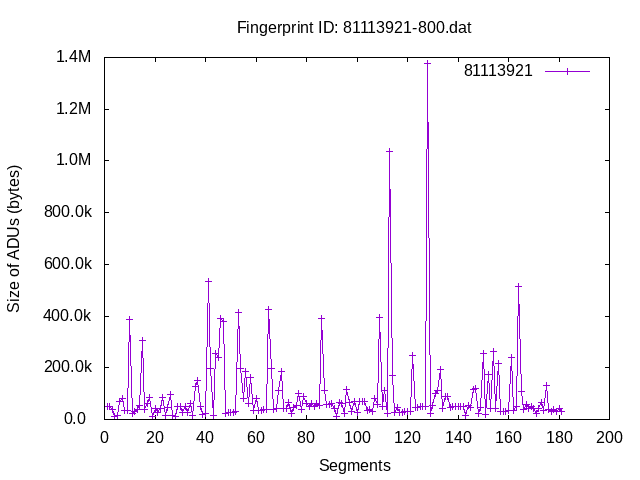 Fingerprint ID: 81113921-800.dat
1.4M
81113921
1.2M
1.0M
800.0k
600.0k
400.0k
200.0k
0.0
Size of ADUs (bytes)
0 20 40 60 80 100 120 140 160 180 200
Segments